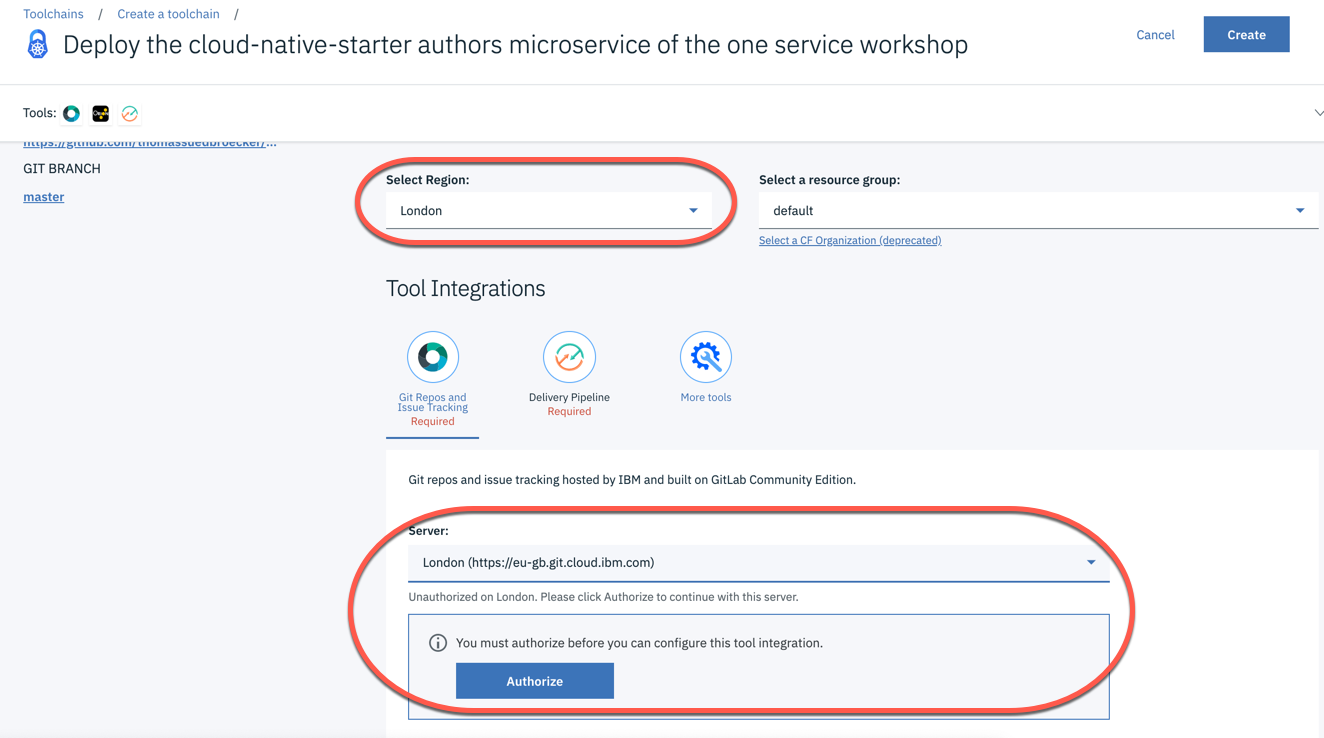 Toolchains / Create a toolchain /
Deploy the cloud-native-starter authors microservice of the one service workshop
Cancel
Create
Tools:
https://github.com/thomassuedbroecker/...
GIT BRANCH
master
Select Region:
London
Select a resource group:
default
Select a CF Organization (deprecated)
Tool Integrations
Git Repos and
Issue Tracking
Required
Delivery Pipeline
Required
More tools
Git repos and issue tracking hosted by IBM and built on GitLab Community Edition.
Server:
London (https://eu-gb.git.cloud.ibm.com)
Unauthorized on London. Please click Authorize to continue with this server.
You must authorize before you can configure this tool integration.
Authorize